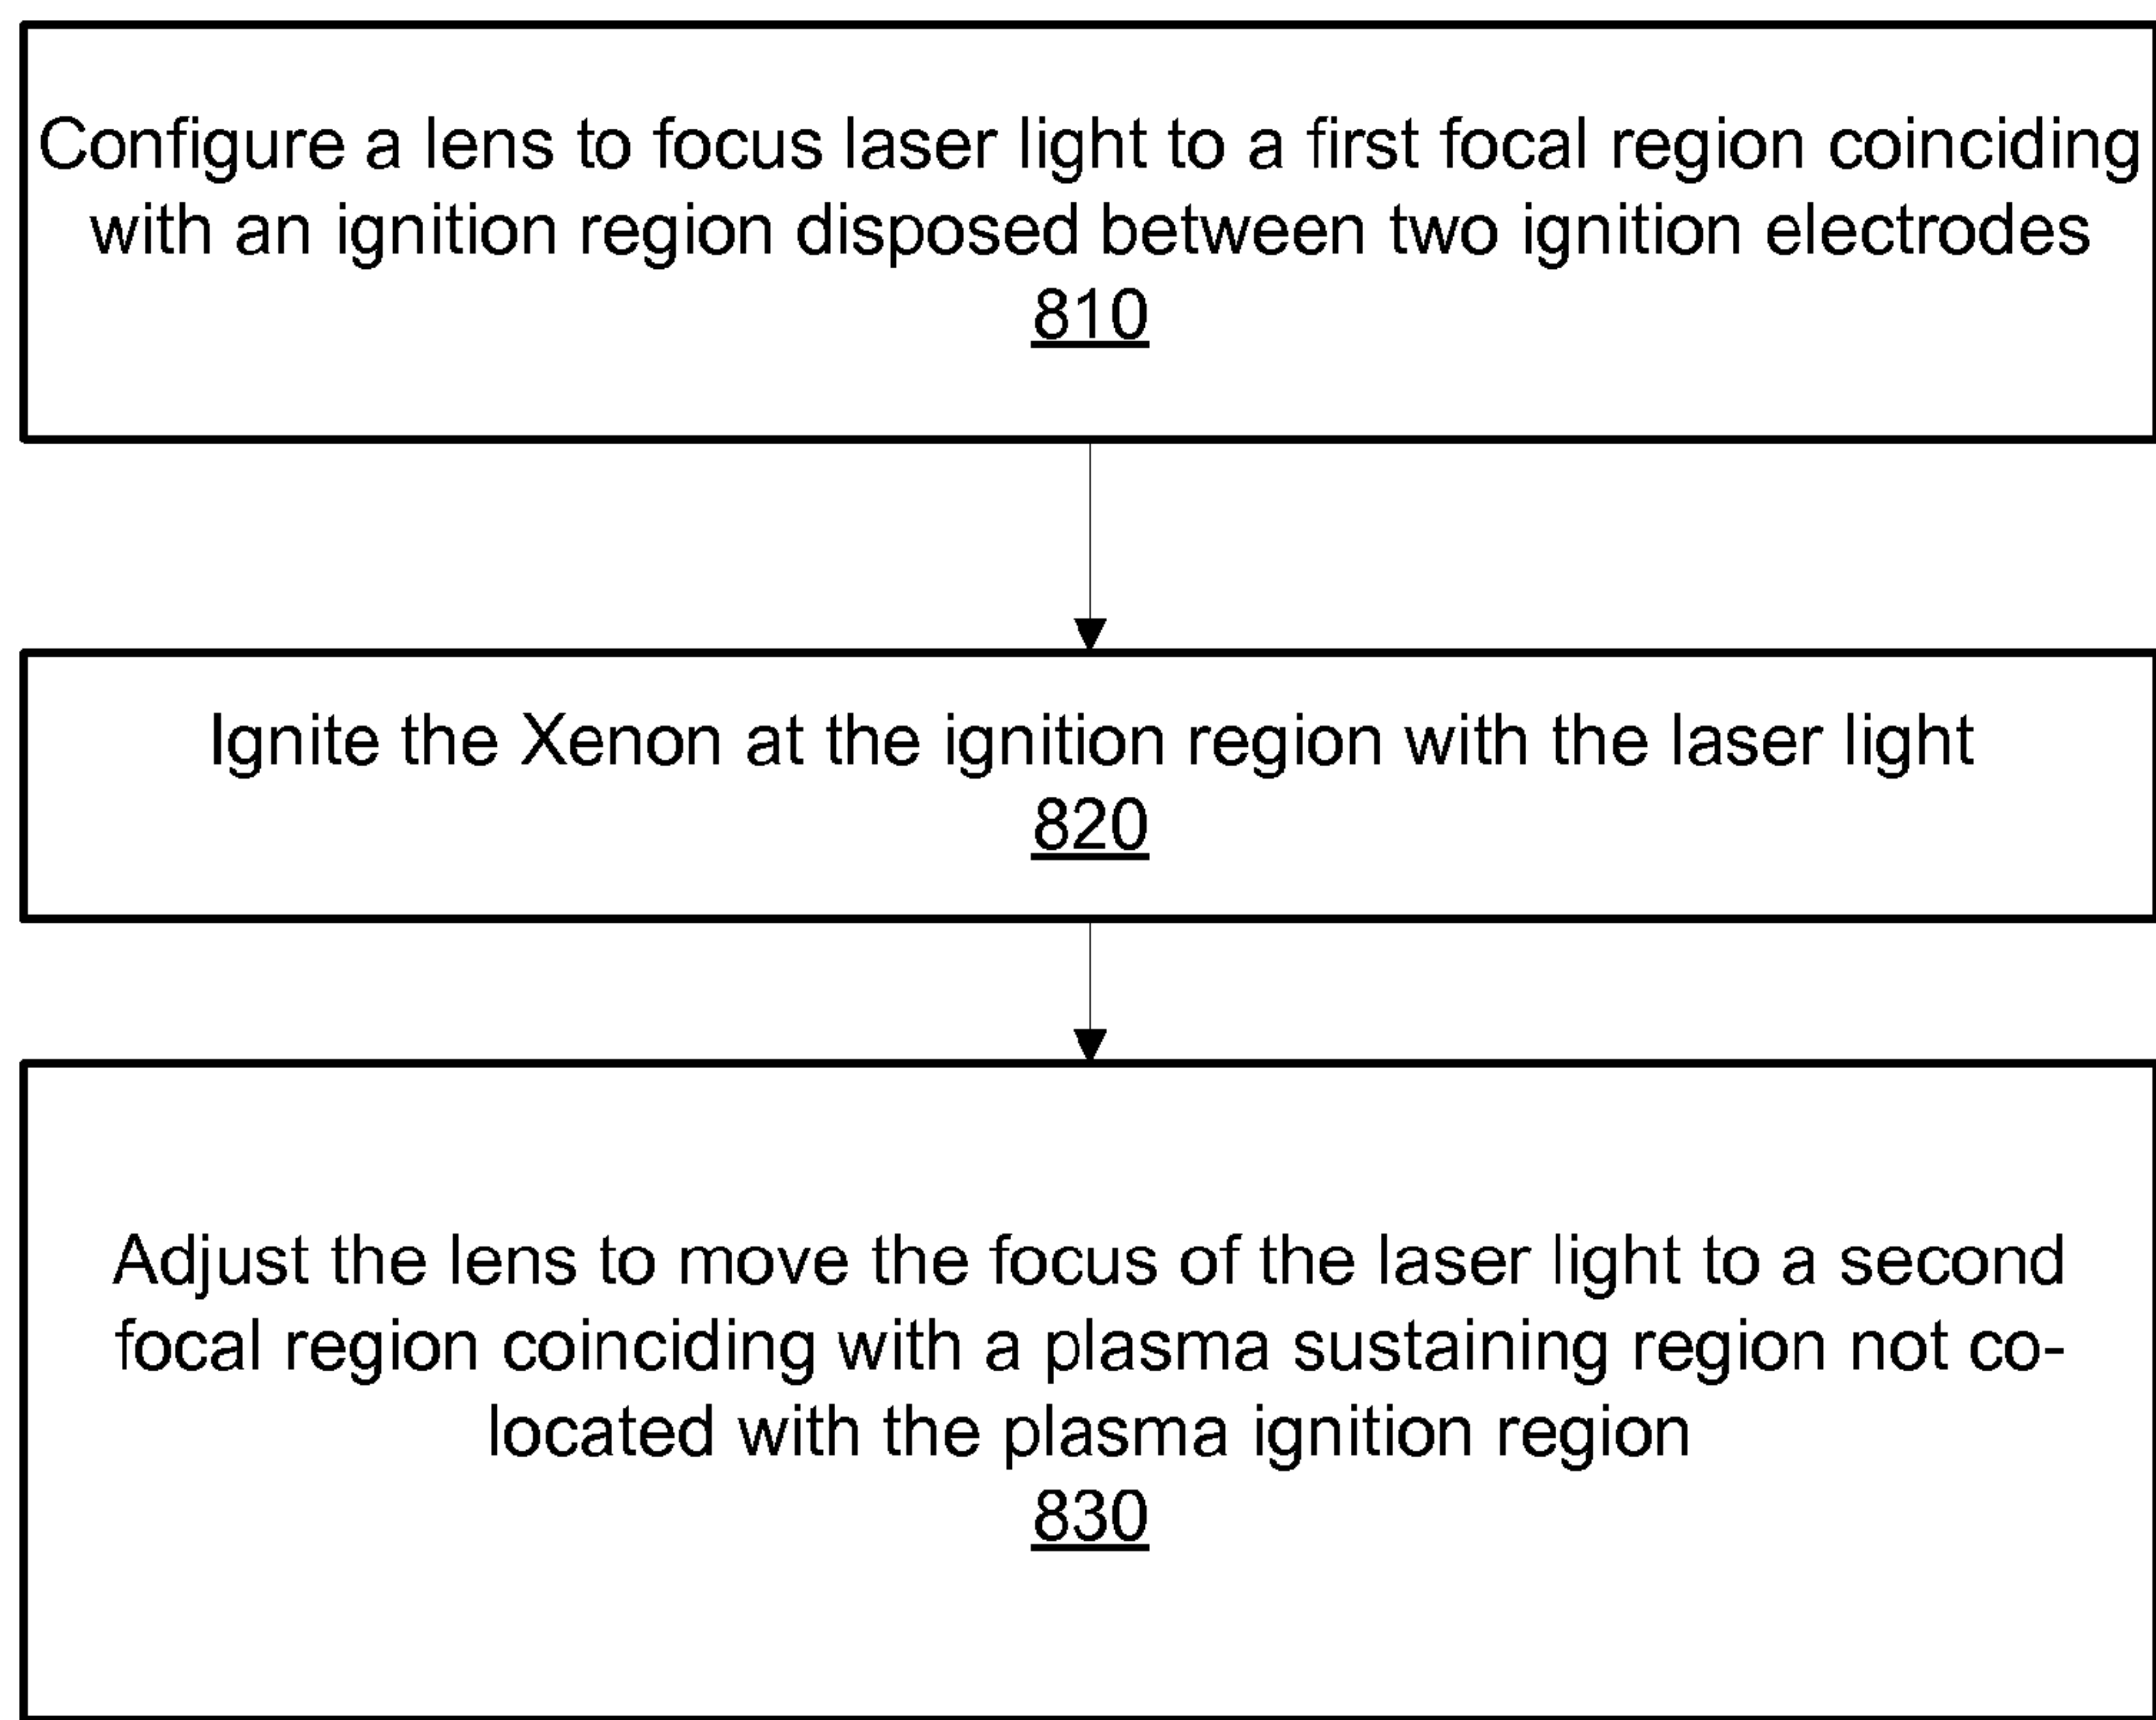 Configure a lens to focus laser light to a first focal region coinciding
with an ignition region disposed between two ignition electrodes
810
Ignite the Xenon at the ignition region with the laser light
820
Adjust the lens to move the focus of the laser light to a second
focal region coinciding with a plasma sustaining region not co-
located with the plasma ignition region
830